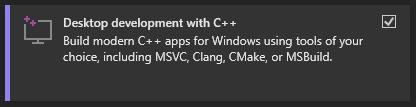 Desktop development with C++
Build modern C++ apps for Windows using tools of your
choice, including MSVC, Clang, CMake, or MSBuild.